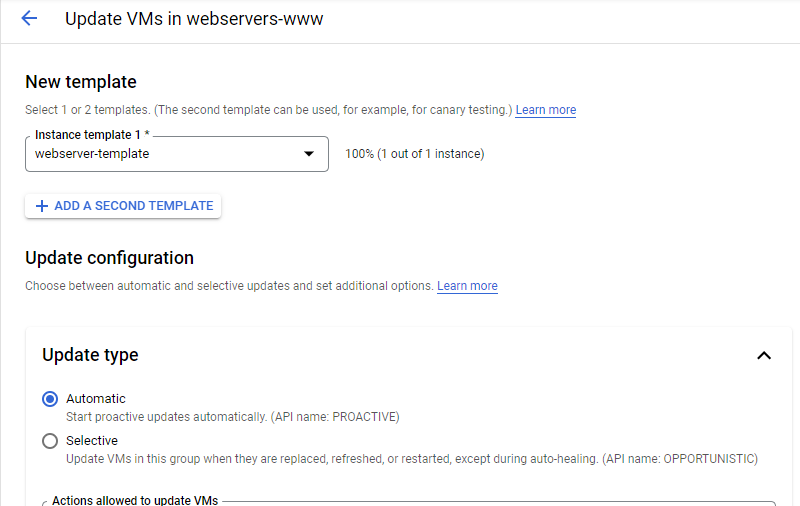 Update VMs in webservers-www
New template
Select 1 or 2 templates. (The second template can be used, for example, for canary testing.) Learn more
Instance template 1 *
webserver-template
100% (1 out of 1 instance)
ADD A SECOND TEMPLATE
Update configuration
Choose between automatic and selective updates and set additional options. Learn more
Update type
Automatic
Start proactive updates automatically. (API name: PROACTIVE)
Selective
Update VMs in this group when they are replaced, refreshed, or restarted, except during auto-healing. (API name: OPPORTUNISTIC)
Actions allowed to update VMs